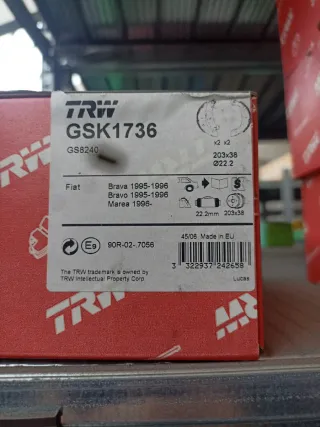 TRW
GSK1736
GS8240
x2 x2
203x38
Ø22.2
Fiat
Brava 1995-1996
Bravo 1995-1996
Marea 1996-
22.2mm 203x38
E9 90R-02-.7056
45/06 Made in EU
3 322937 242658
The TRW trademark is owned by
TRW Intellectual Property Corp.
Lucas
TRW
TRW